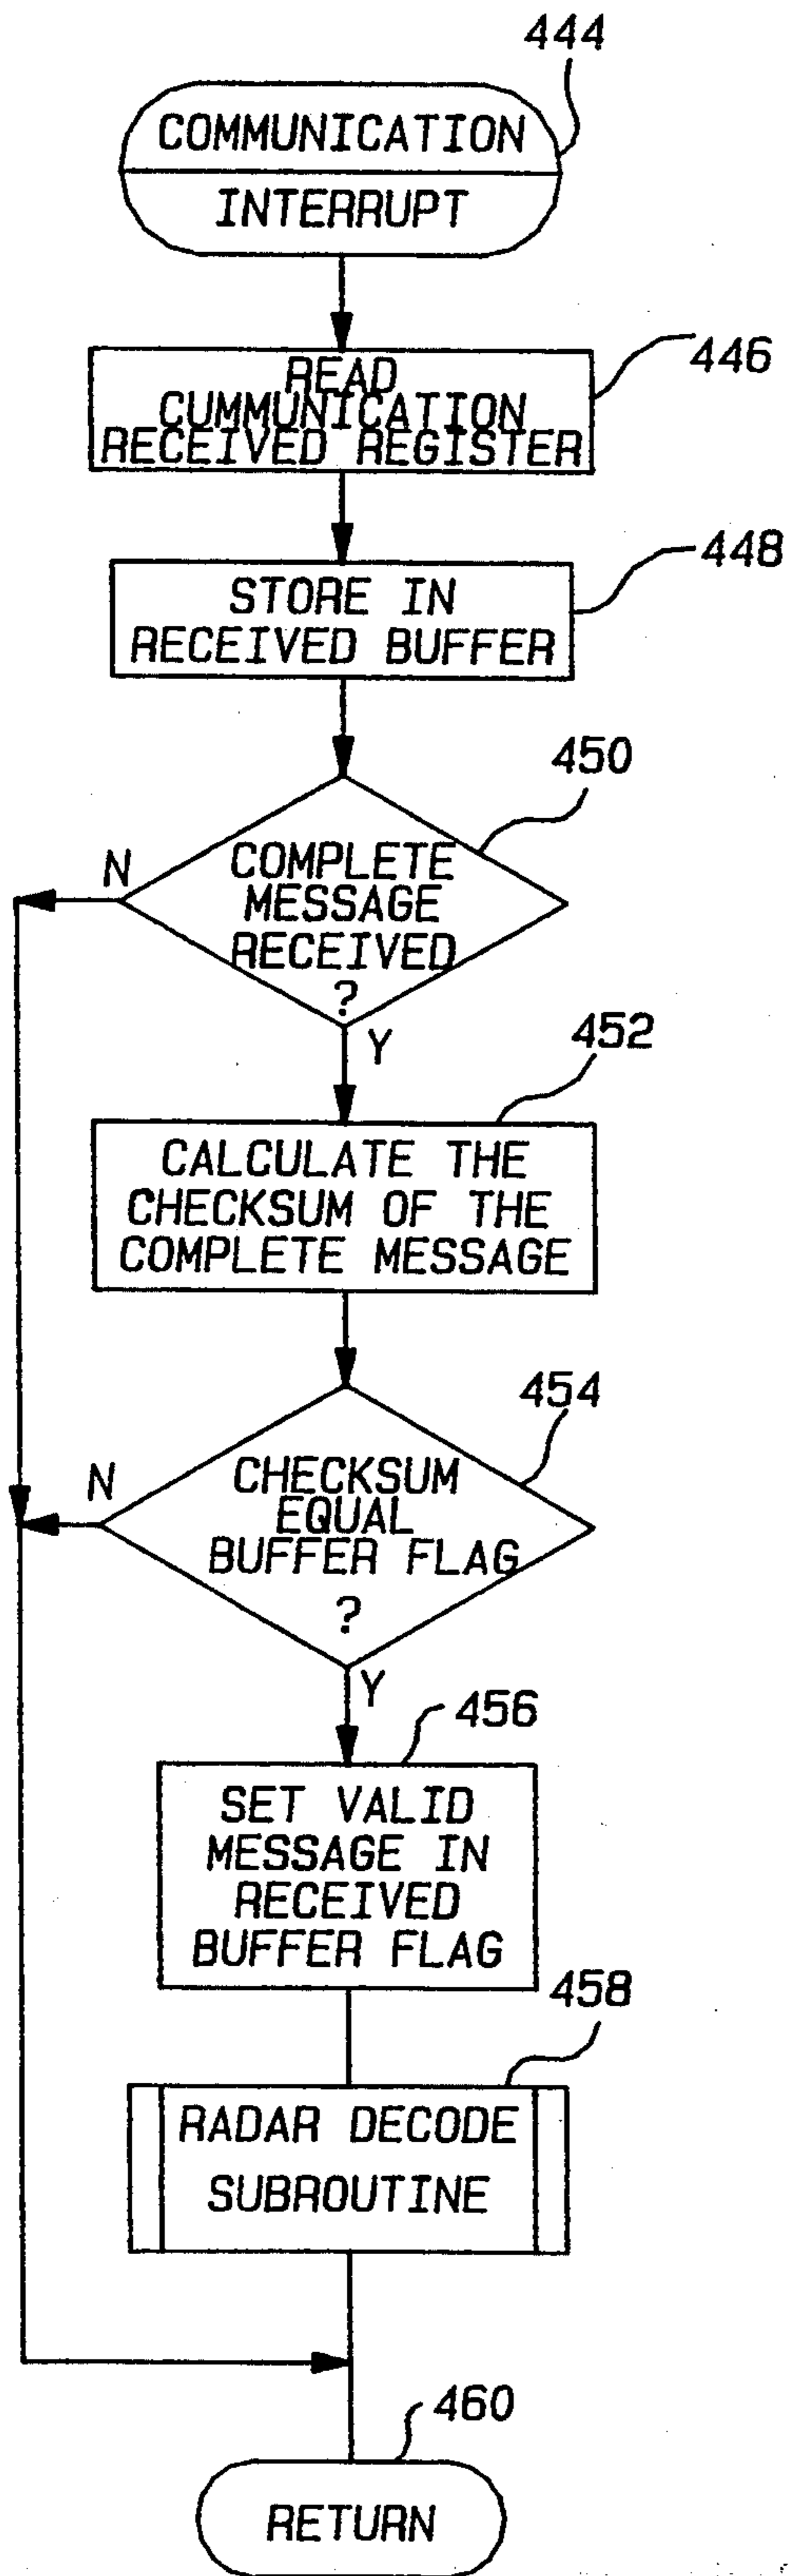 444
COMMUNICATION
INTERRUPT
446
READ
CUMMUNICATION
RECEIVED REGISTER
448
STORE IN
RECEIVED BUFFER
450
N
COMPLETE
MESSAGE
RECEIVED
?
Y
452
CALCULATE THE
CHECKSUM OF THE
COMPLETE MESSAGE
454
N
CHECKSUM
EQUAL
BUFFER FLAG
?
Y
456
SET VALID
MESSAGE IN
RECEIVED
BUFFER FLAG
458
RADAR DECODE
SUBROUTINE
460
RETURN